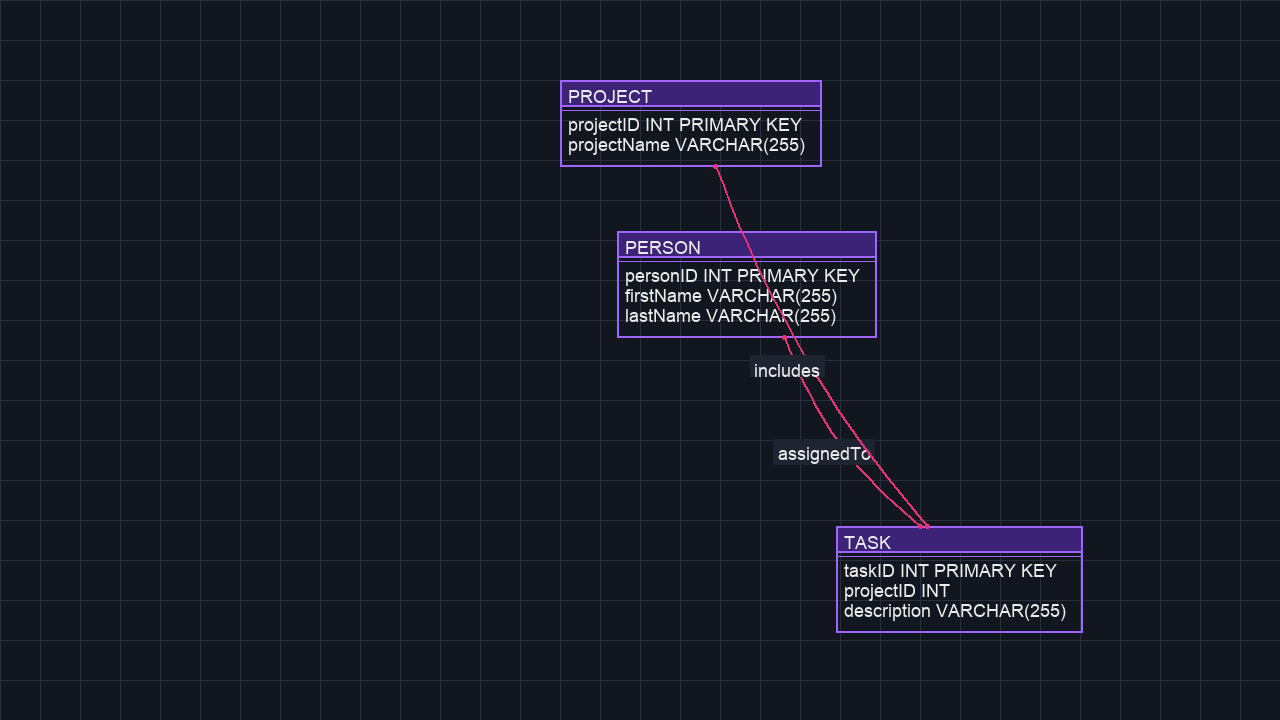 PROJECT
projectID INT PRIMARY KEY
projectName VARCHAR(255)
PERSON
personID INT PRIMARY KEY
firstName VARCHAR(255)
lastName VARCHAR(255)
includes
assignedTo
TASK
taskID INT PRIMARY KEY
projectID INT
description VARCHAR(255)